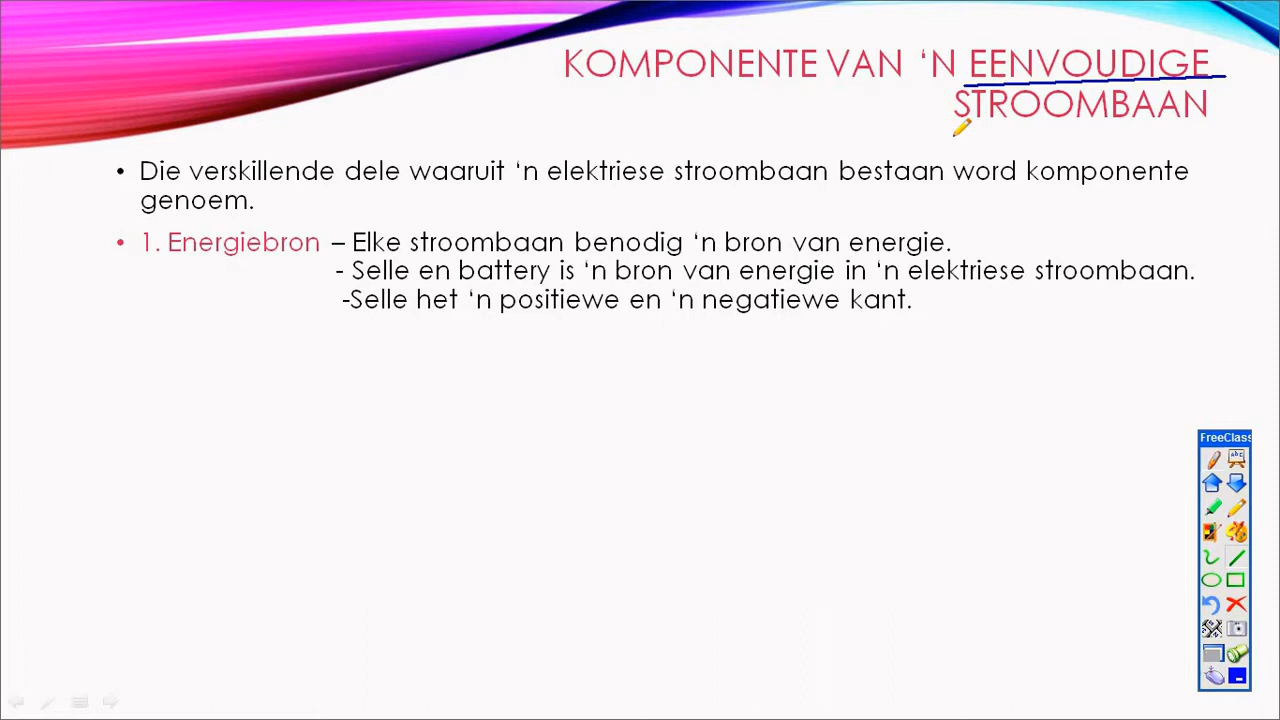 KOMPONENTE VAN ‘N EENVOUDIGE
STROOMBAAN
• Die verskillende dele waaruit ‘n elektriese stroombaan bestaan word komponente
genoem.
• 1. Energiebron – Elke stroombaan benodig ‘n bron van energie.
- Selle en battery is ‘n bron van energie in ‘n elektriese stroombaan.
-Selle het ‘n positiewe en ‘n negatiewe kant.
FreeClass
abc